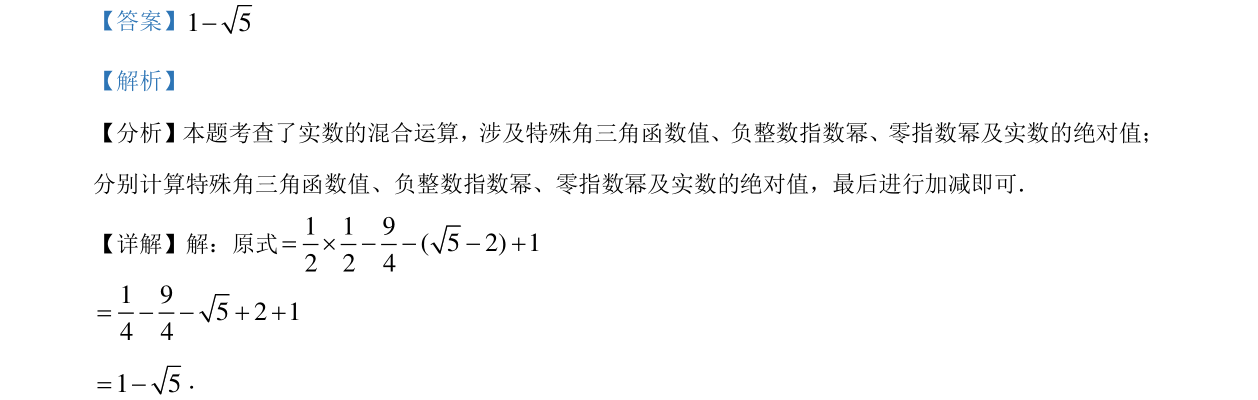 【答案】1−√5
【解析】
【分析】本题考查了实数的混合运算，涉及特殊角三角函数值、负整数指数幂、零指数幂及实数的绝对值；
分别计算特殊角三角函数值、负整数指数幂、零指数幂及实数的绝对值，最后进行加减即可．
【详解】解：原式＝1/2×1/2−9/4−(√5−2)+1
＝1/4−9/4−√5+2+1
＝1−√5．